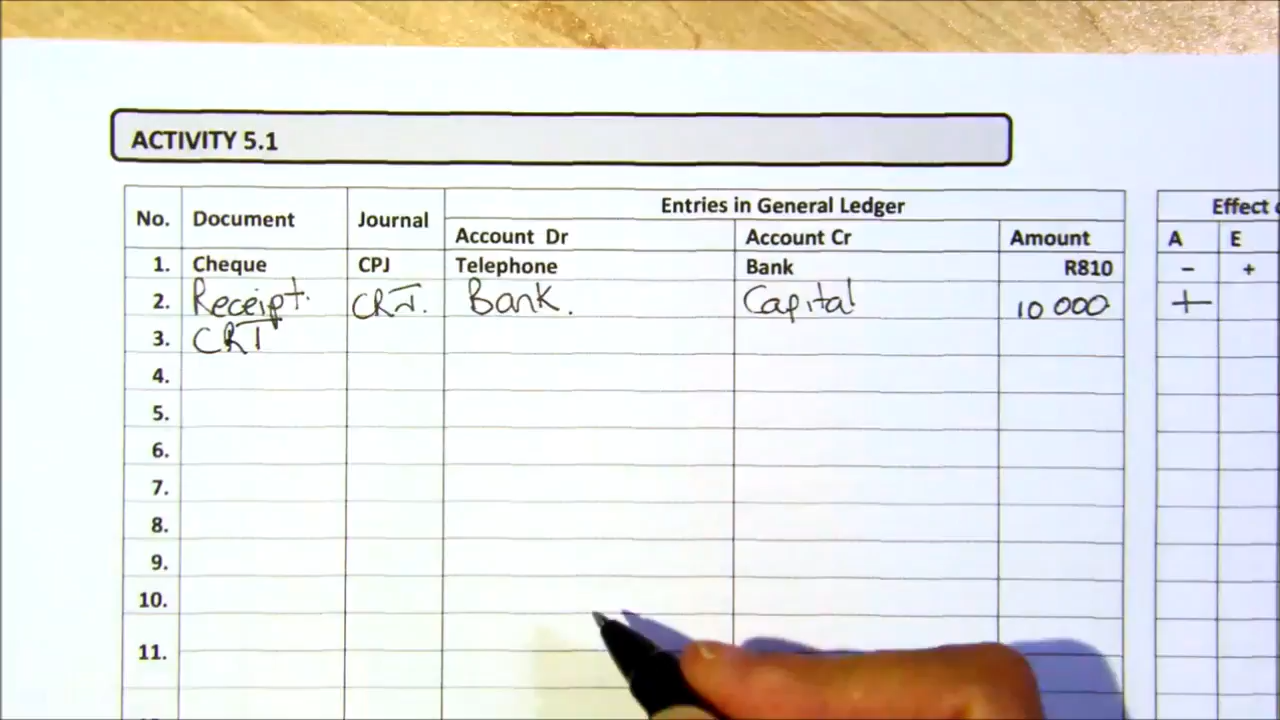 ACTIVITY 5.1
No. Document Journal Entries in General Ledger Effect
Account Dr Account Cr Amount A E
1. Cheque CPJ Telephone Bank R810 − +
2. Receipt. CRJ. Bank. Capital 10 000 +
3. CRT
4.
5.
6.
7.
8.
9.
10.
11.